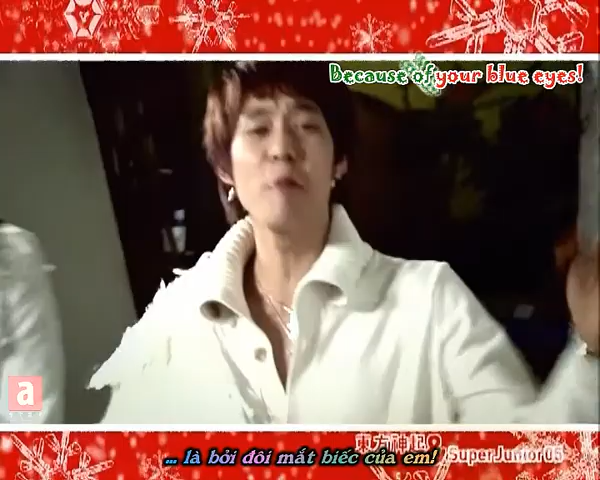 Because of your blue eyes!
a
東方神起&
SuperJunior05
... là bởi đôi mắt biếc của em!